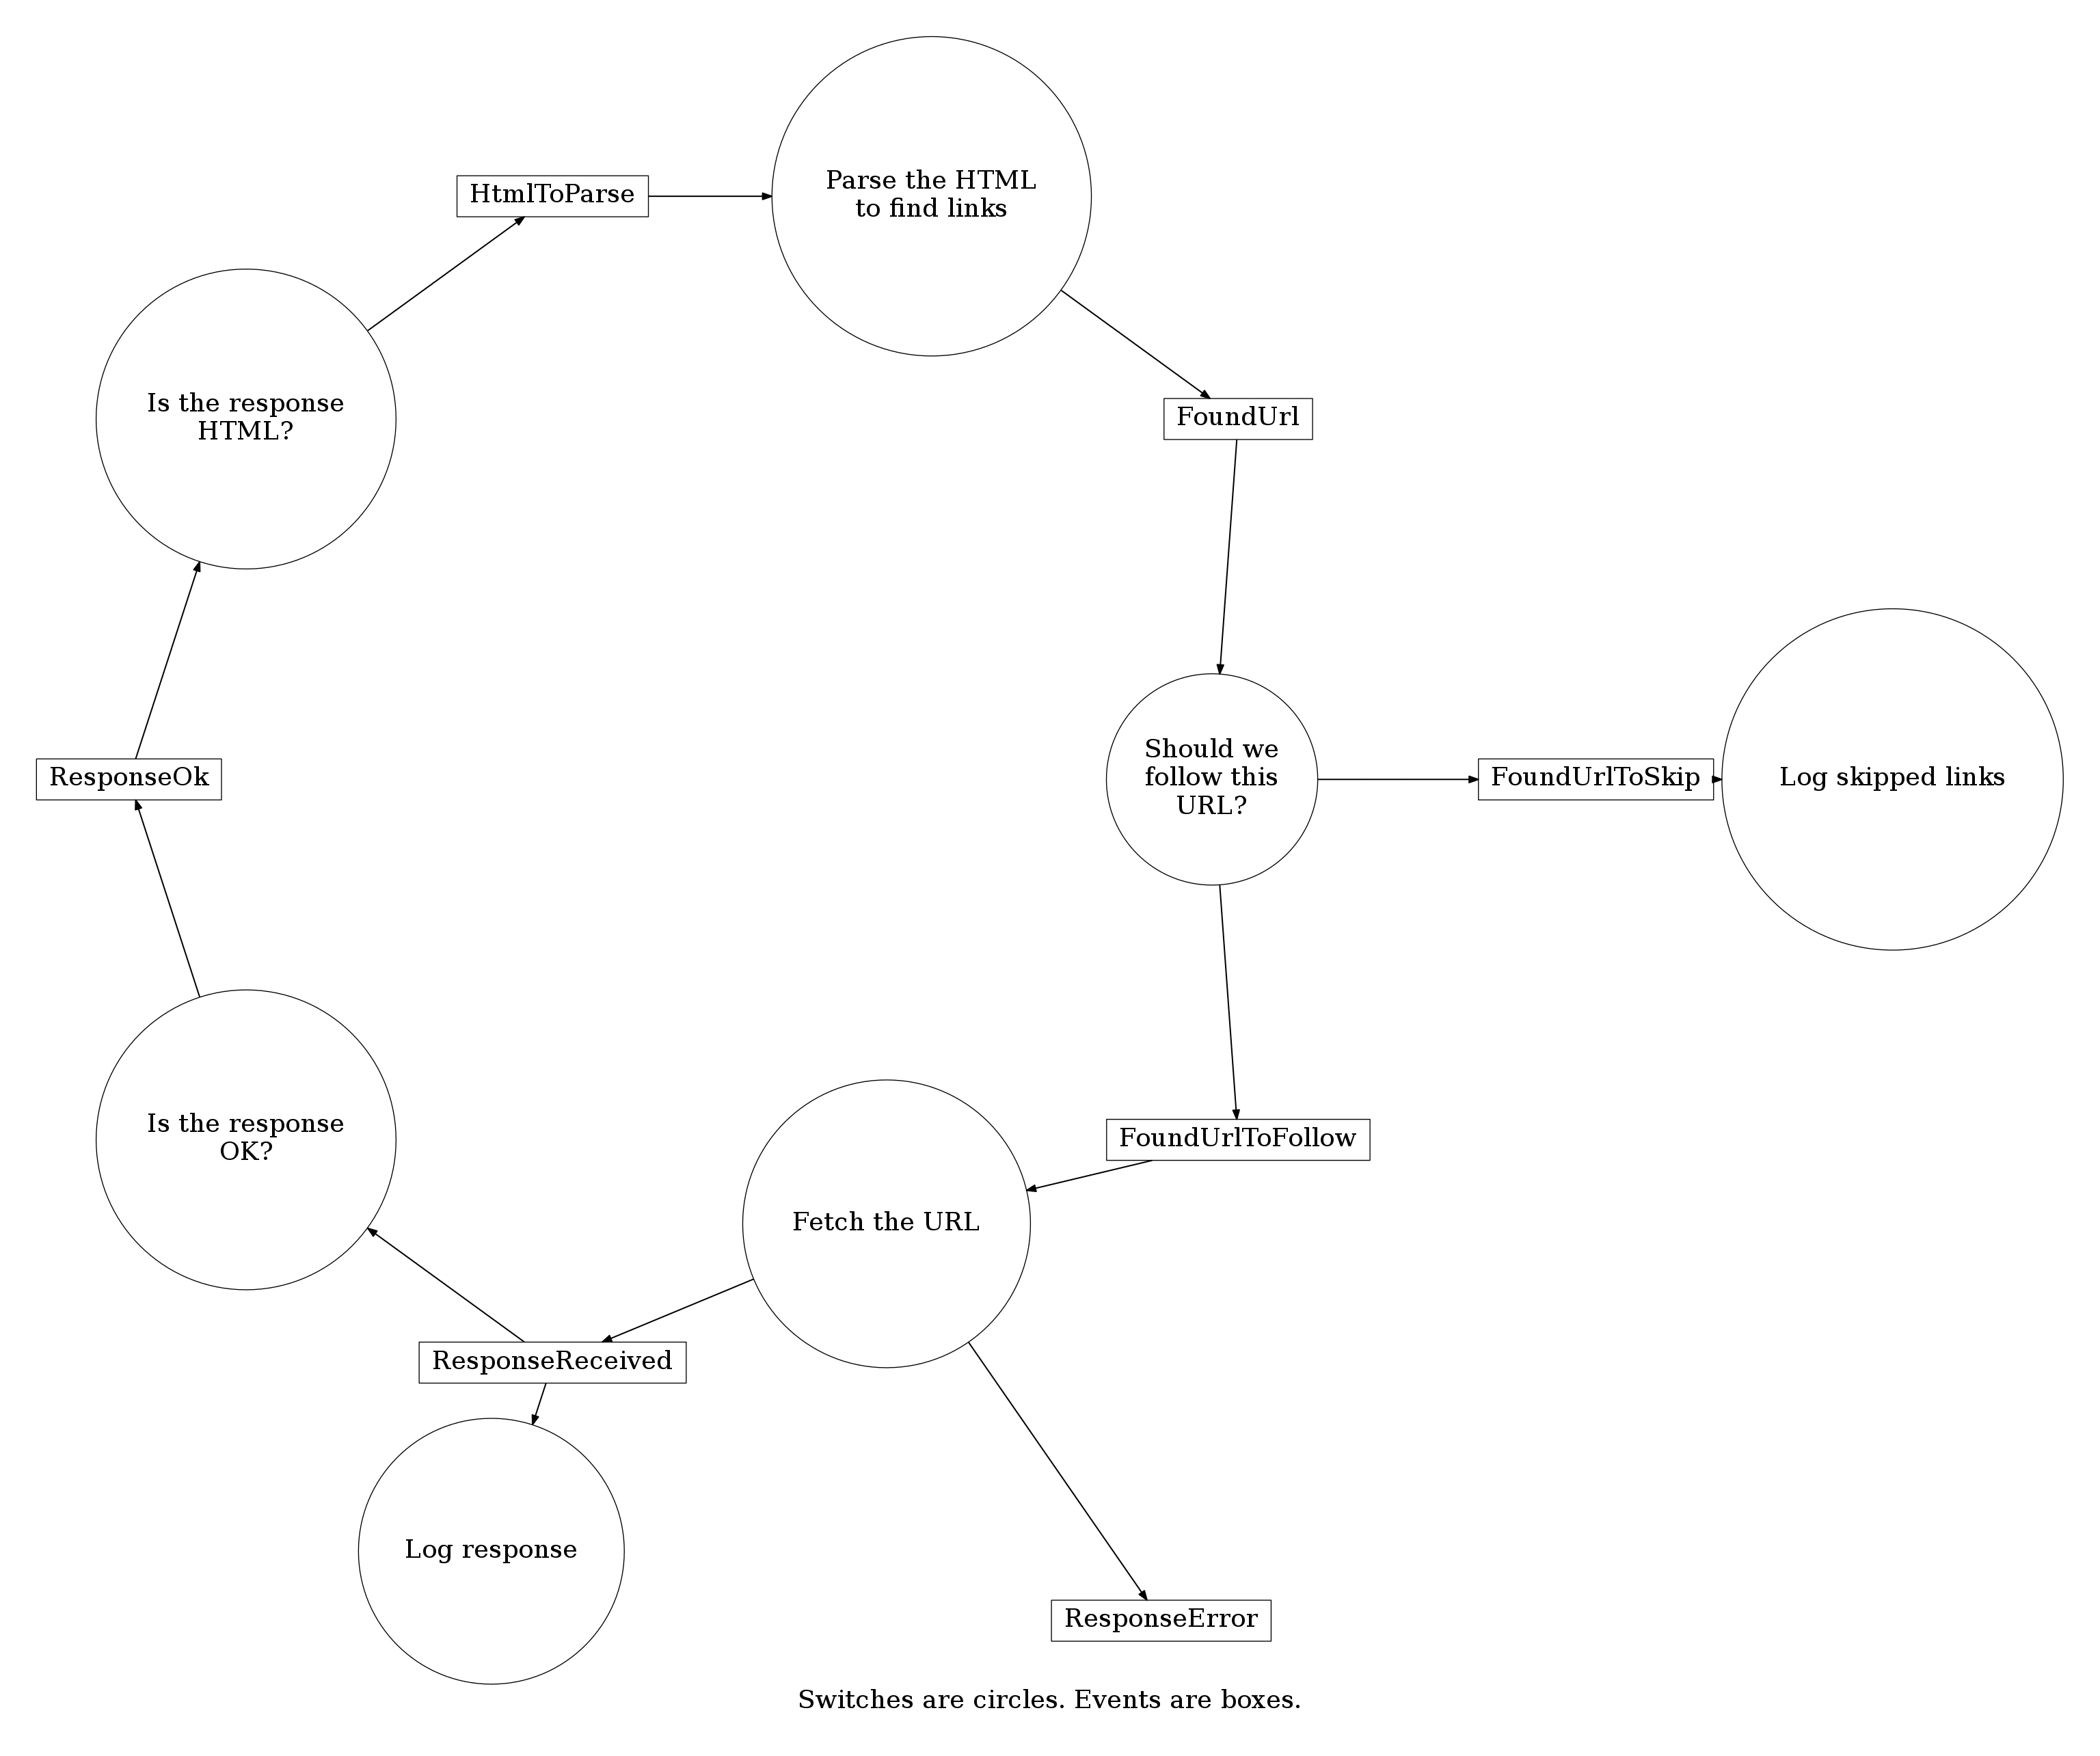 Parse the HTML
to find links
HtmlToParse
Is the response
HTML?
FoundUrl
Should we
follow this
URL?
ResponseOk
FoundUrlToSkip
Log skipped links
Is the response
OK?
FoundUrlToFollow
Fetch the URL
ResponseReceived
Log response
ResponseError
Switches are circles. Events are boxes.